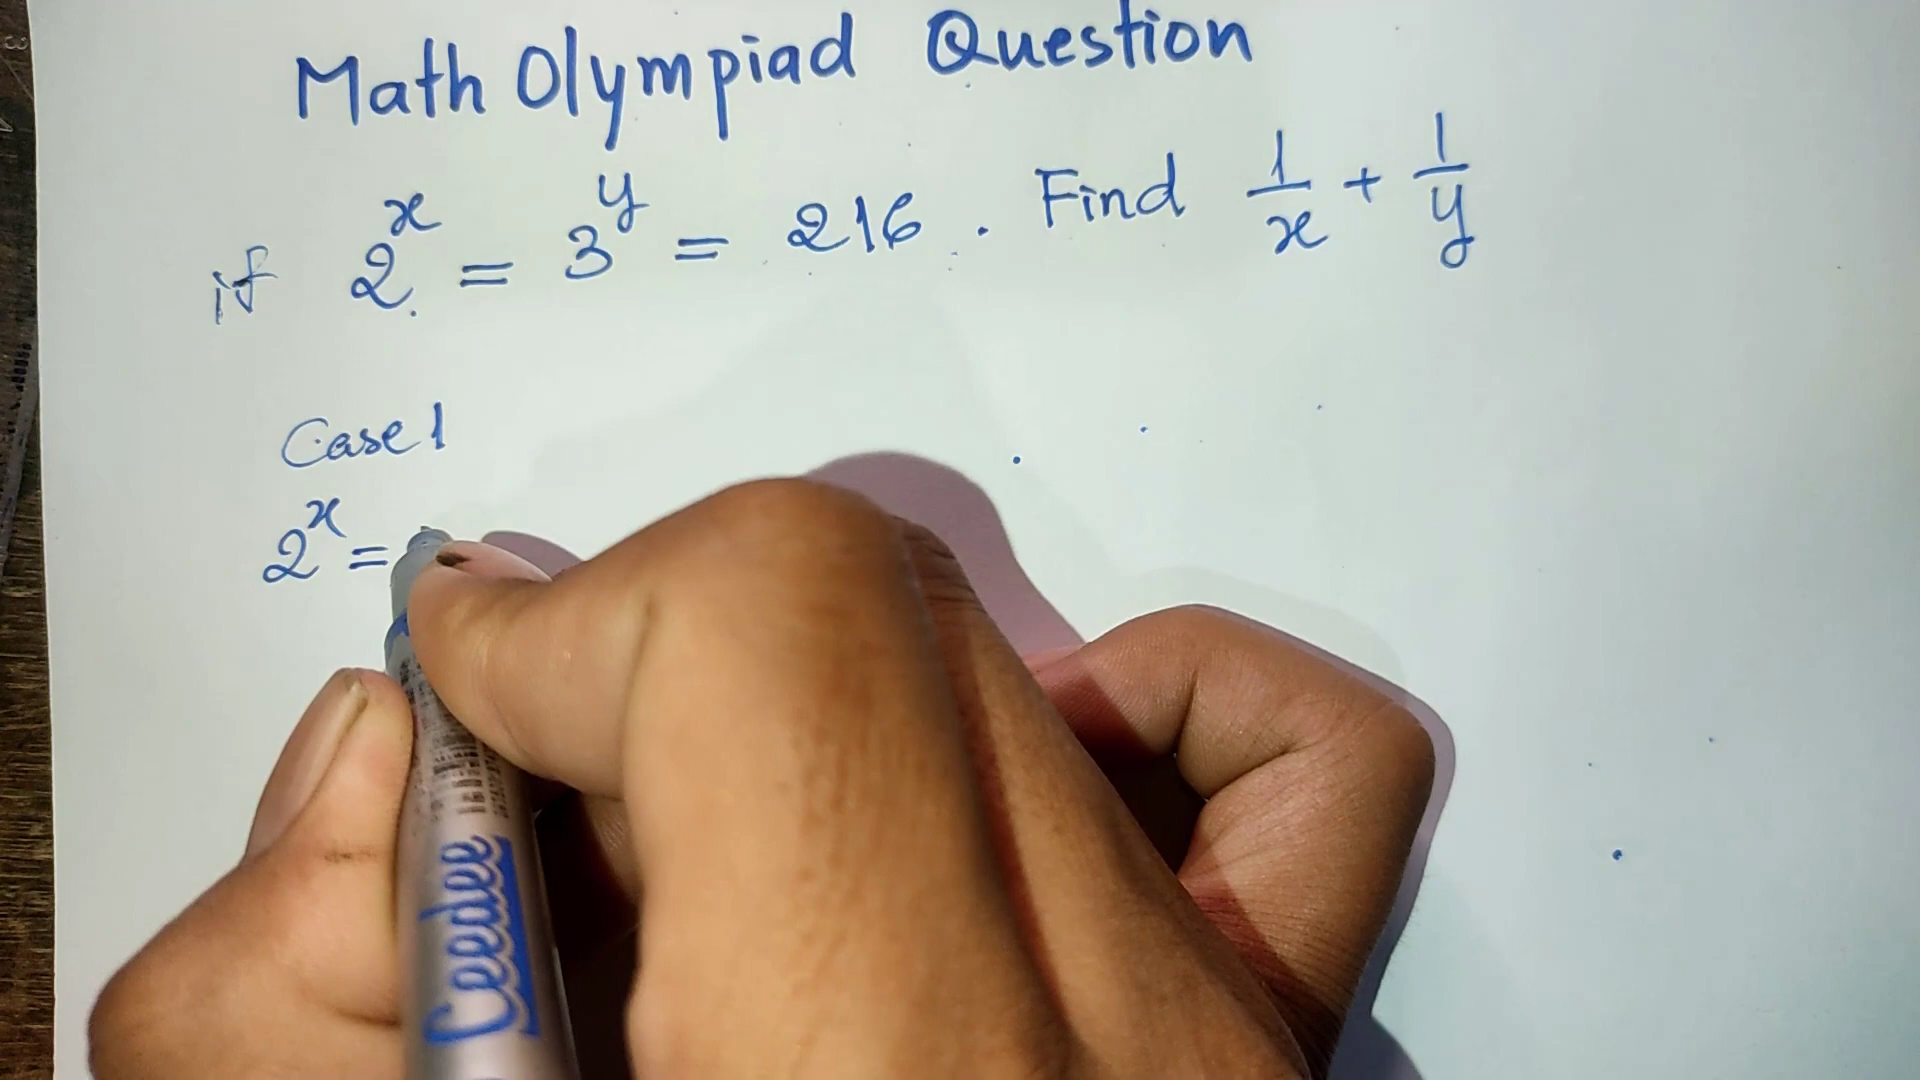 Math Olympiad Question
if 2^x = 3^y = 216 . Find 1/x + 1/y
Case 1
2^x =
Ceedee